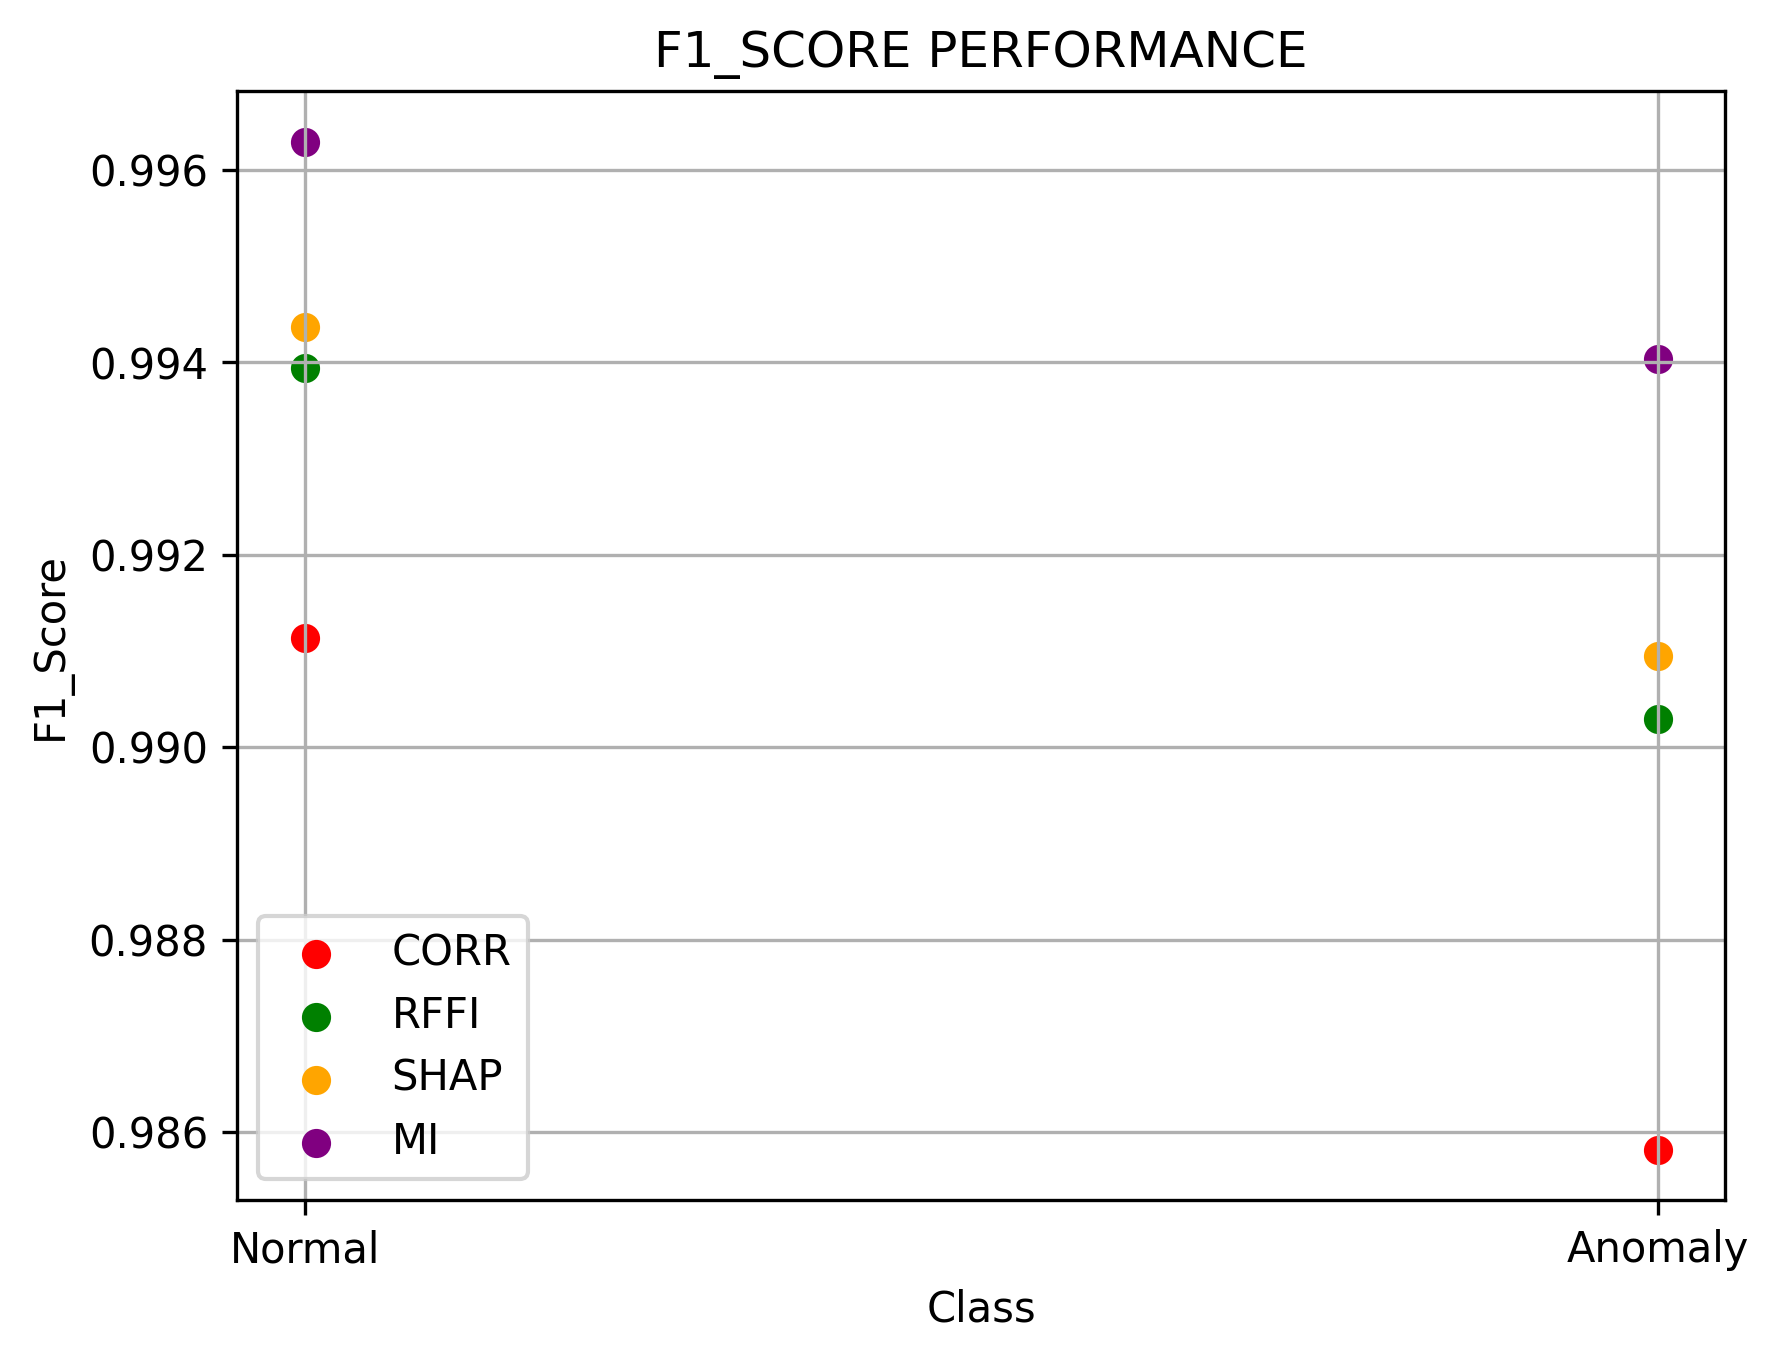 F1_SCORE PERFORMANCE
0.996
0.994
0.992
0.990
0.988
0.986
F1_Score
CORR
RFFI
SHAP
MI
Normal
Anomaly
Class